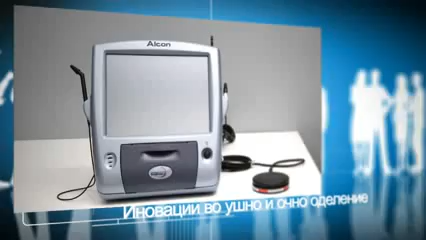 Alcon
Иновации во ушно и очно оделение